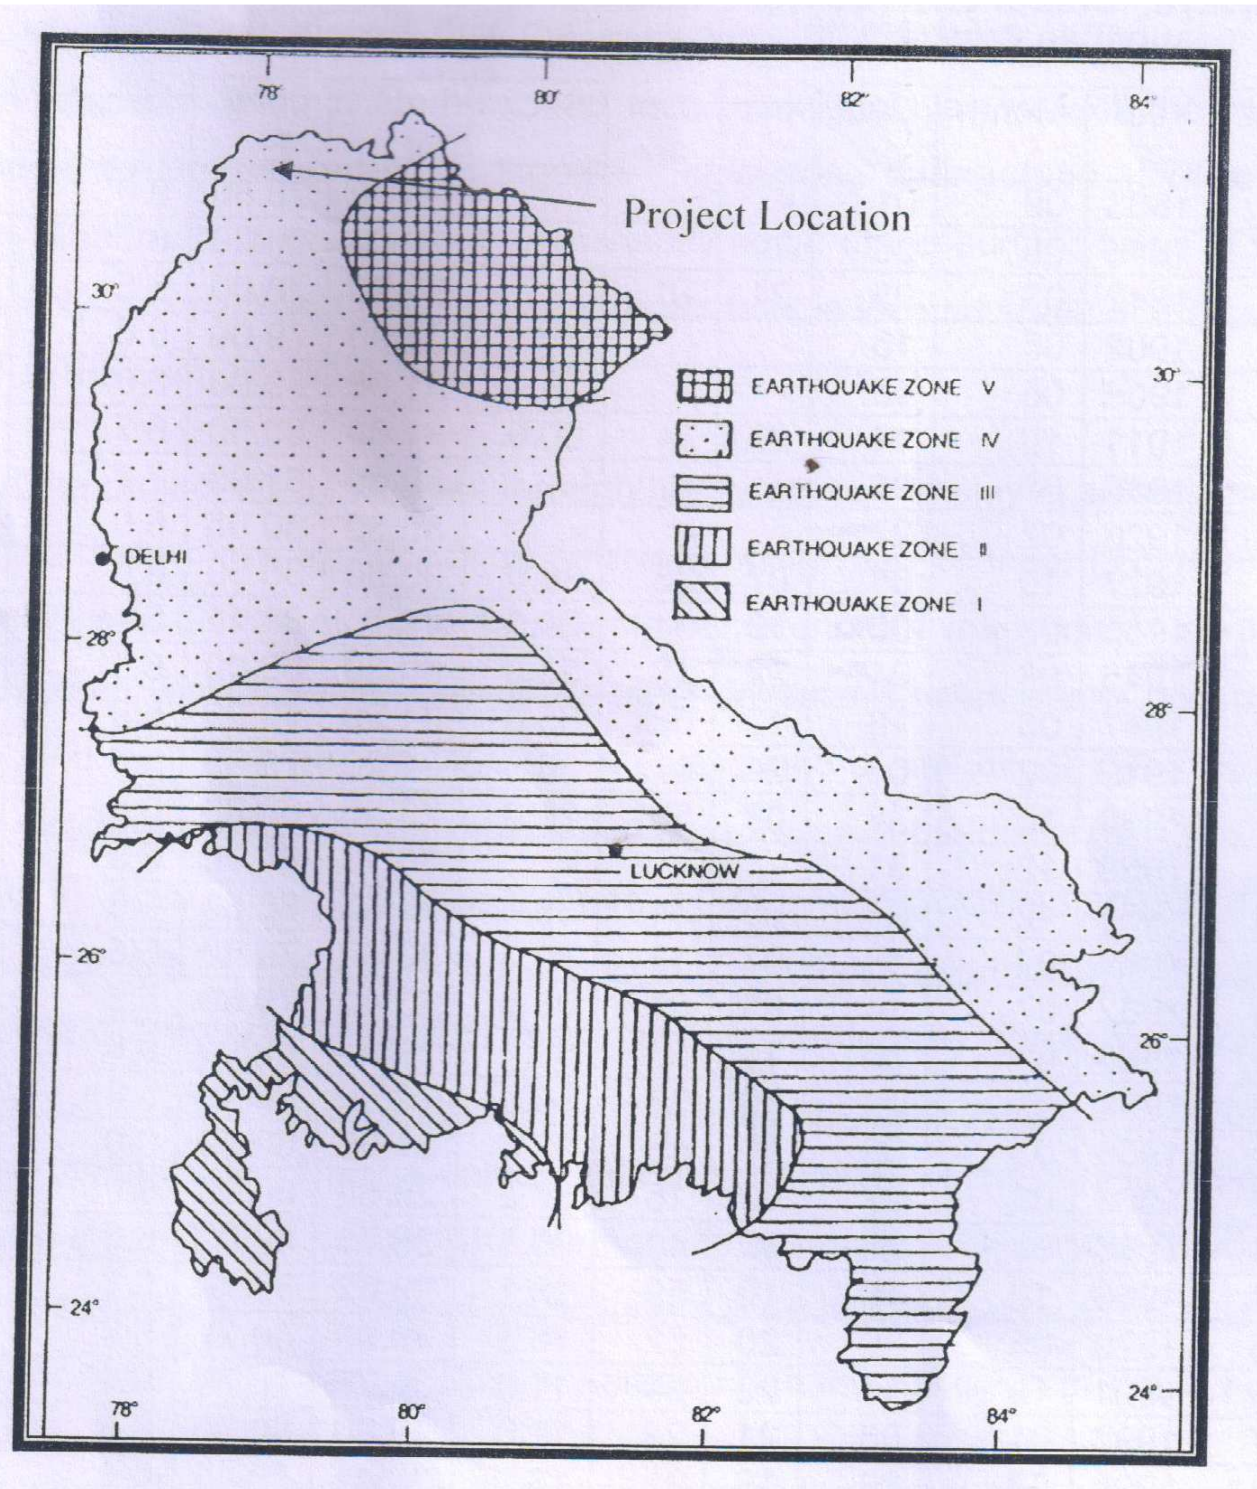 78°
80°
82°
84°
Project Location
30°
30°
EARTHQUAKE ZONE V
EARTHQUAKE ZONE IV
EARTHQUAKE ZONE III
EARTHQUAKE ZONE II
EARTHQUAKE ZONE I
DELHI
28°
28°
LUCKNOW
26°
26°
24°
24°
78°
80°
82°
84°